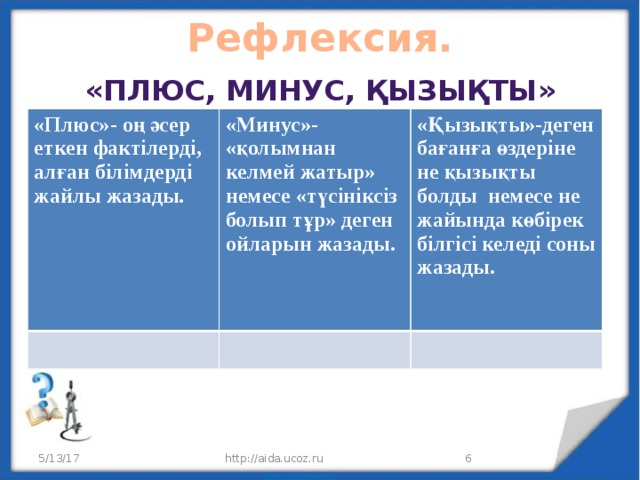 Рефлексия.
«ПЛЮС, МИНУС, ҚЫЗЫҚТЫ»
«Плюс»- оң әсер
еткен фактілерді,
алған білімдерді
жайлы жазады.
«Минус»-
«қолымнан
келмей жатыр»
немесе «түсініксіз
болып тұр» деген
ойларын жазады.
«Қызықты»-деген
бағанға өздеріне
не қызықты
болды немесе не
жайында көбірек
білгісі келеді соны
жазады.
5/13/17
http://aida.ucoz.ru
6